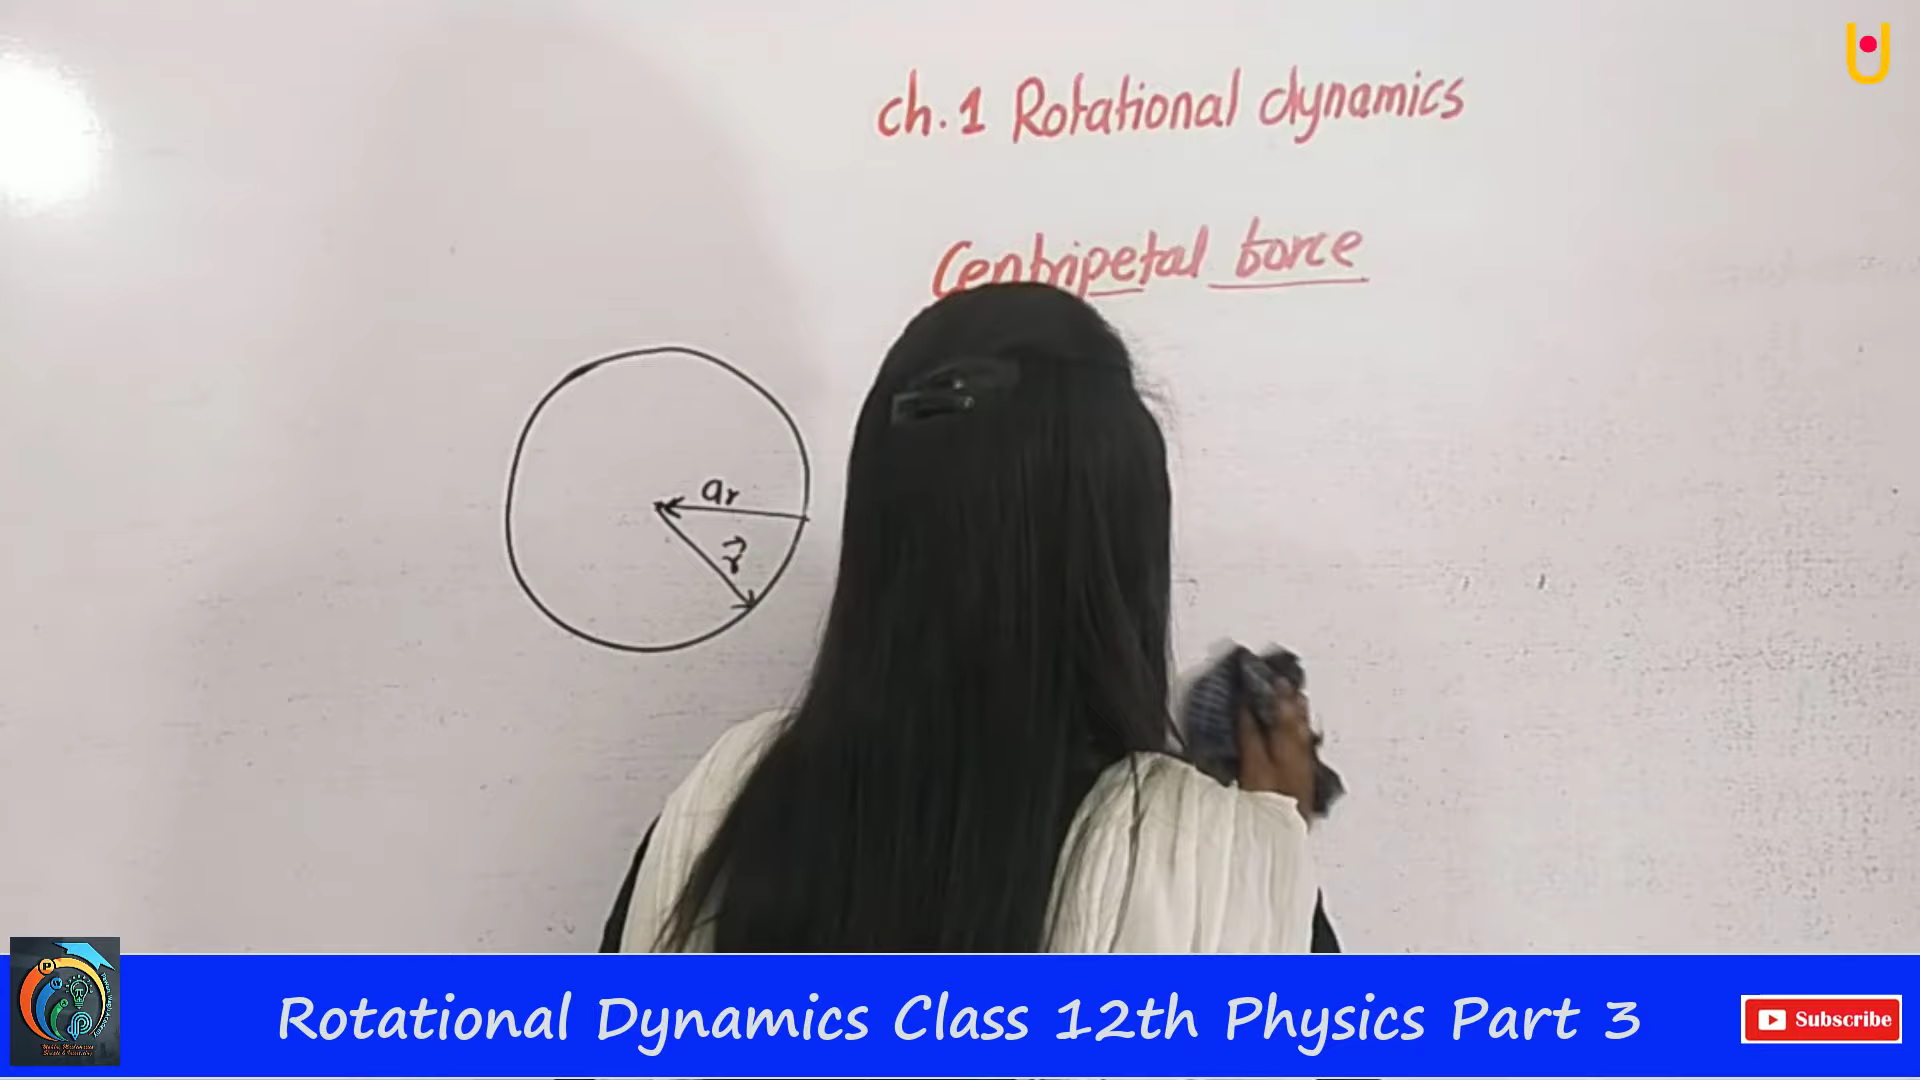 ch.1 Rotational dynamics
Centripetal force
ar
r⃗
Rotational Dynamics Class 12th Physics Part 3
Subscribe